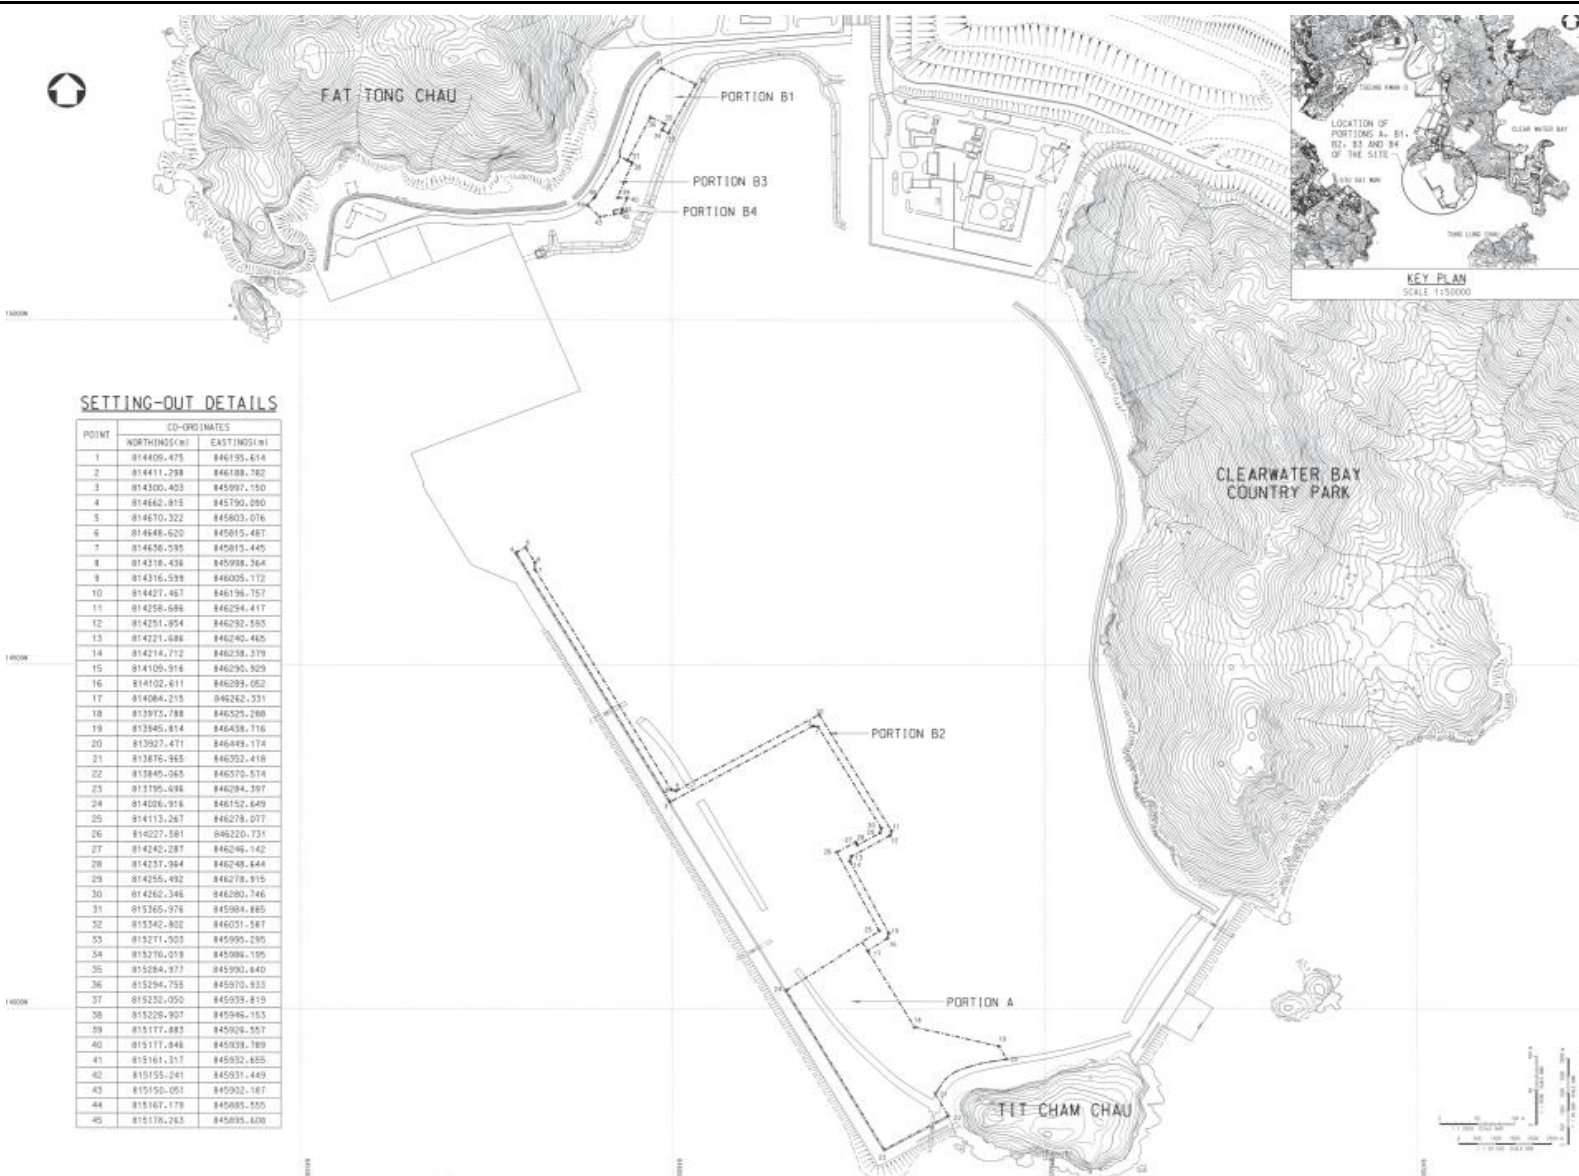 FAT TONG CHAU
PORTION B1
PORTION B3
PORTION B4
TSEUNG KWAN O
LOCATION OF
PORTIONS A, B1,
B2, B3 AND B4
OF THE SITE
CLEAR WATER BAY
SIU SAI WAN
TUNG LUNG CHAU
KEY PLAN
SCALE 1:50000
SETTING-OUT DETAILS
POINT CO-ORDINATES
NORTHINGS(m) EASTINGS(m)
1 814409.475 846195.614
2 814411.298 846188.782
3 814300.403 845997.150
4 814662.815 845790.090
5 814670.322 845803.076
6 814648.620 845815.487
7 814638.595 845815.445
8 814318.436 845998.364
9 814316.599 846005.172
10 814427.467 846196.757
11 814258.686 846294.417
12 814251.854 846292.593
13 814221.686 846240.465
14 814214.712 846238.379
15 814109.916 846290.929
16 814102.611 846289.052
17 814084.215 846262.331
18 813973.788 846325.288
19 813945.814 846438.716
20 813927.471 846449.174
21 813876.965 846352.418
22 813845.065 846370.574
23 813795.696 846284.397
24 814026.916 846152.649
25 814113.267 846278.077
26 814227.581 846220.731
27 814242.287 846246.142
28 814237.964 846248.644
29 814255.492 846278.915
30 814262.346 846280.746
31 815365.976 845984.885
32 815342.802 846031.587
33 815271.503 845995.295
34 815276.019 845986.195
35 815284.977 845990.640
36 815294.755 845970.933
37 815232.050 845939.819
38 815228.907 845946.153
39 815177.883 845926.557
40 815177.846 845939.789
41 815161.317 845932.655
42 815155.241 845931.449
43 815150.051 845902.187
44 815167.179 845885.555
45 815178.263 845895.608
CLEARWATER BAY
COUNTRY PARK
PORTION B2
PORTION A
TIT CHAM CHAU